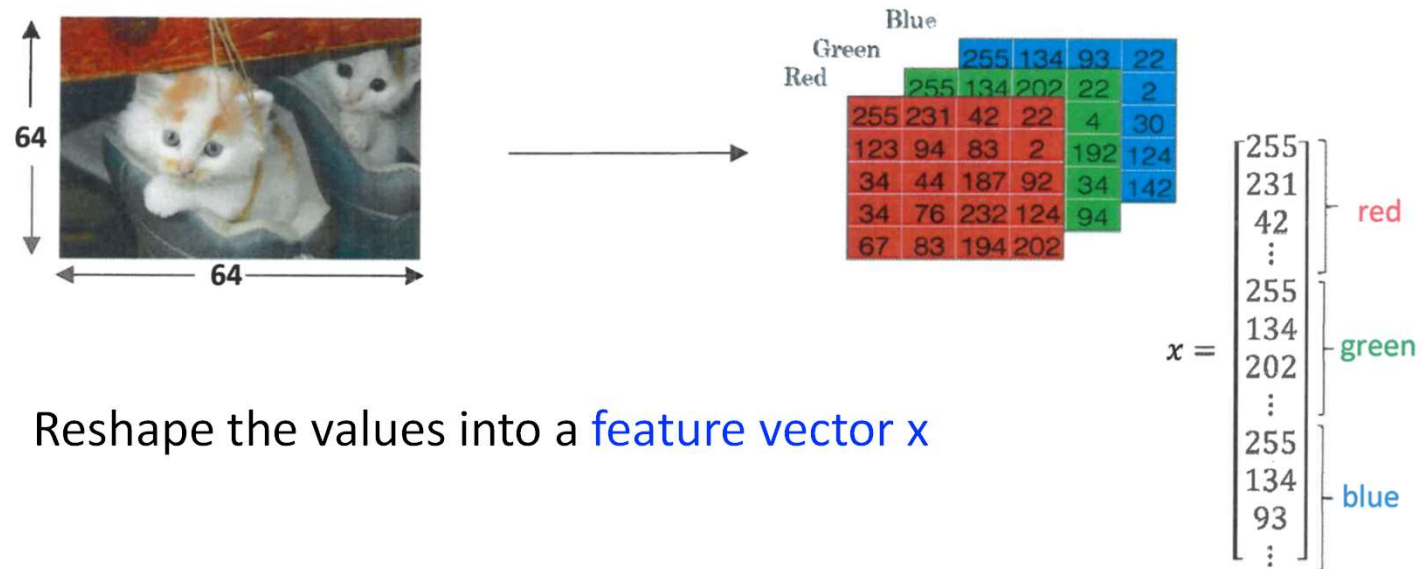 Blue
Green
Red
255 134 93 22
255 134 202 22 2
255 231 42 22 4 30
123 94 83 2 192 124
34 44 187 92 34 142
34 76 232 124 94
67 83 194 202
64
64
x =
255
231
42
⋮
red
255
134
202
⋮
green
255
134
93
⋮
blue
Reshape the values into a feature vector x